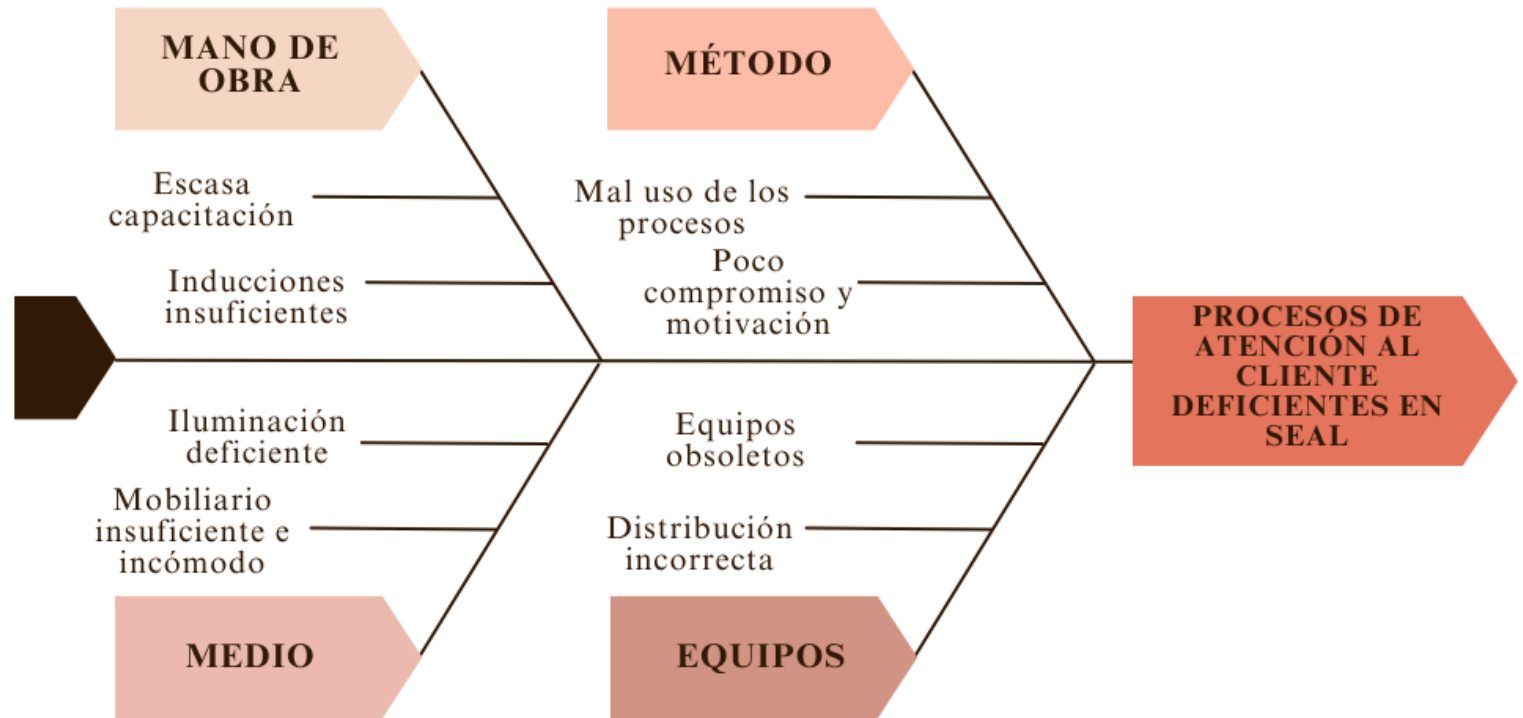 MANO DE
OBRA
MÉTODO
Escasa
capacitación
Mal uso de los
procesos
Inducciones
insuficientes
Poco
compromiso y
motivación
PROCESOS DE
ATENCIÓN AL
CLIENTE
DEFICIENTES EN
SEAL
Iluminación
deficiente
Equipos
obsoletos
Mobiliario
insuficiente e
incómodo
Distribución
incorrecta
MEDIO
EQUIPOS